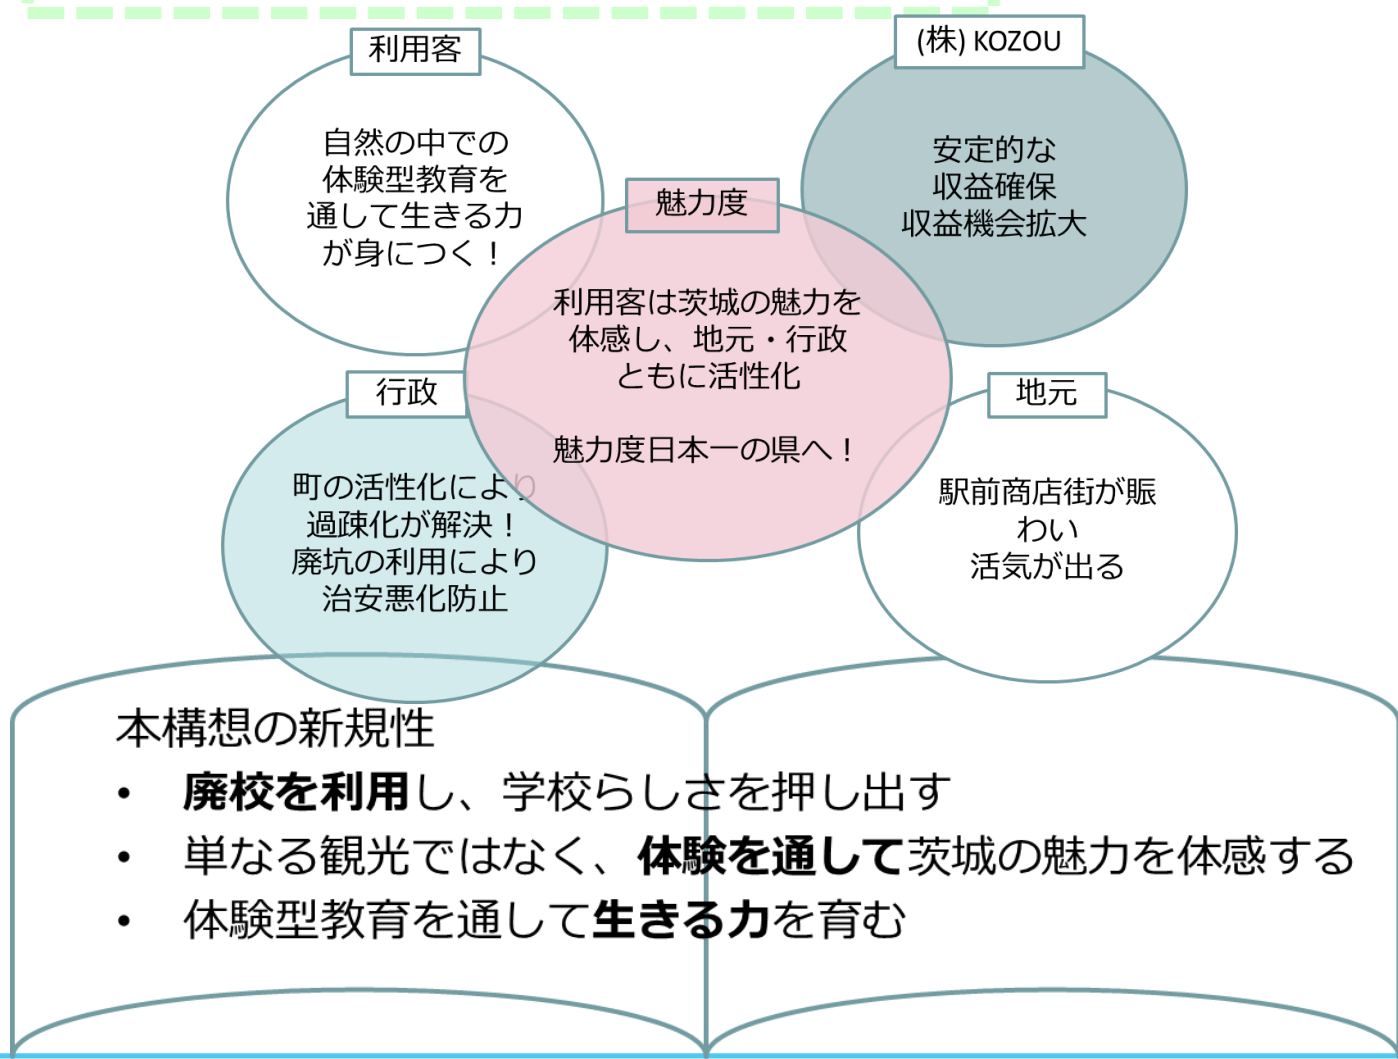 利用客
自然の中での
体験型教育を
通して生きる力
が身につく！
(株) KOZOU
安定的な
収益確保
収益機会拡大
魅力度
利用客は茨城の魅力を
体感し、地元・行政
ともに活性化
魅力度日本一の県へ！
行政
町の活性化により
過疎化が解決！
廃坑の利用により
治安悪化防止
地元
駅前商店街が賑
わい
活気が出る
本構想の新規性
• 廃校を利用し、学校らしさを押し出す
• 単なる観光ではなく、体験を通して茨城の魅力を体感する
• 体験型教育を通して生きる力を育む